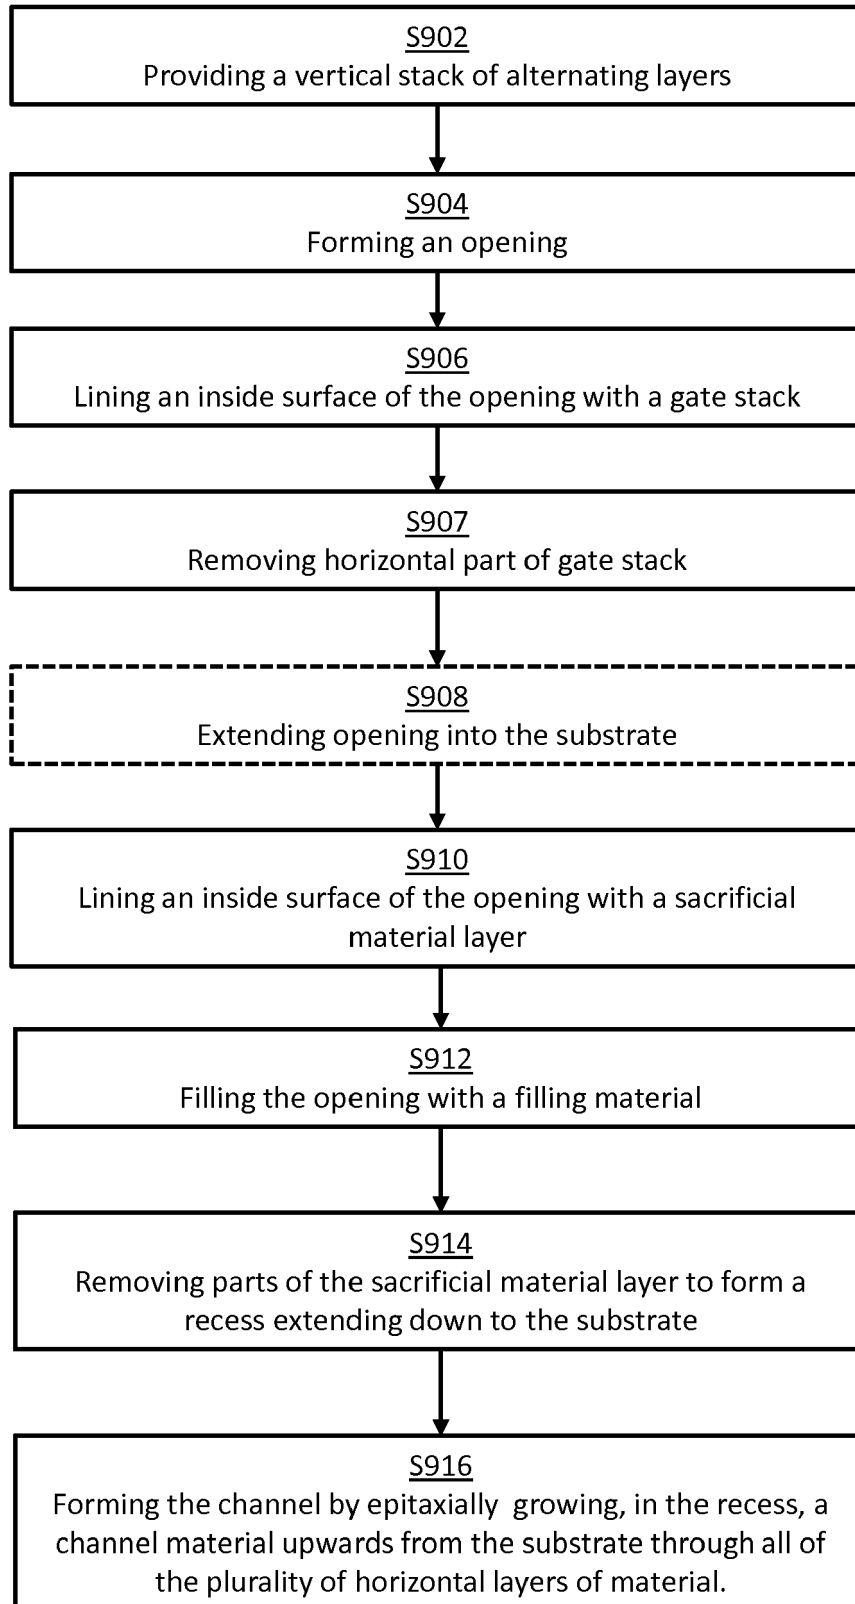 S902
Providing a vertical stack of alternating layers
S904
Forming an opening
S906
Lining an inside surface of the opening with a gate stack
S907
Removing horizontal part of gate stack
S908
Extending opening into the substrate
S910
Lining an inside surface of the opening with a sacrificial
material layer
S912
Filling the opening with a filling material
S914
Removing parts of the sacrificial material layer to form a
recess extending down to the substrate
S916
Forming the channel by epitaxially growing, in the recess, a
channel material upwards from the substrate through all of
the plurality of horizontal layers of material.